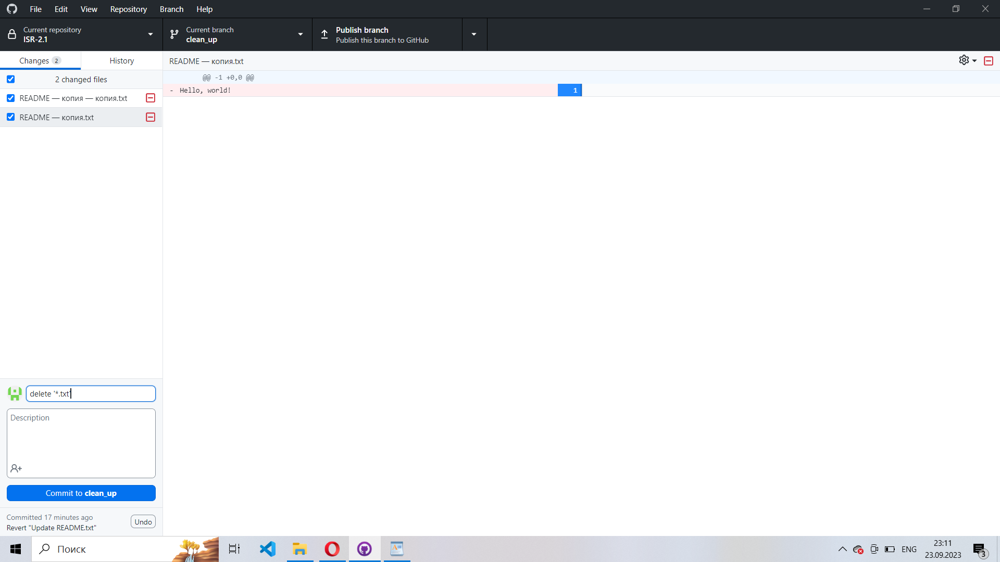 File Edit View Repository Branch Help
Current repository
ISR-2.1
Current branch
clean_up
Publish branch
Publish this branch to GitHub
Changes 2
History
README — копия.txt
2 changed files
@@ -1 +0,0 @@
README — копия — копия.txt
- Hello, world!
1
README — копия.txt
delete '*.txt'
Description
Commit to clean_up
Committed 17 minutes ago
Revert "Update README.txt"
Undo
Поиск
ENG
23:11
23.09.2023
3